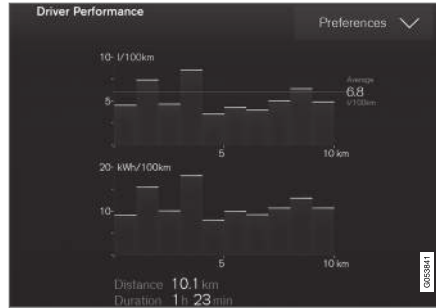 Driver Performance
Preferences
10- l/100km
Average
6.8
l/100km
5-
5
10 km
20- kWh/100km
10-
5
10 km
Distance 10.1 km
Duration 1 h 23 min
G053841